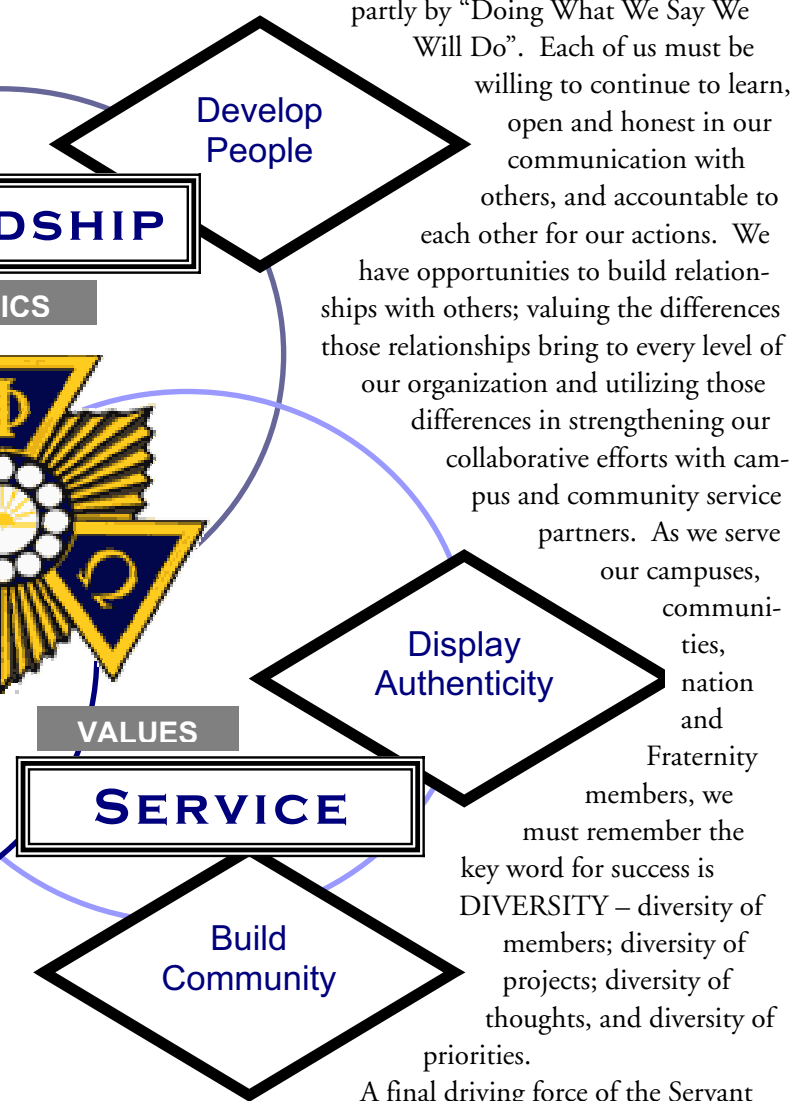 partly by “Doing What We Say We
Will Do”. Each of us must be
willing to continue to learn,
open and honest in our
communication with
others, and accountable to
each other for our actions. We
have opportunities to build relation-
ships with others; valuing the differences
those relationships bring to every level of
our organization and utilizing those
differences in strengthening our
collaborative efforts with cam-
pus and community service
partners. As we serve
our campuses,
communi-
ties,
nation
and
Fraternity
members, we
must remember the
key word for success is
DIVERSITY – diversity of
members; diversity of
projects; diversity of
thoughts, and diversity of
priorities.
A final driving force of the Servant
Develop
People
DSHIP
ICS
Φ
Ω
Display
Authenticity
VALUES
SERVICE
Build
Community